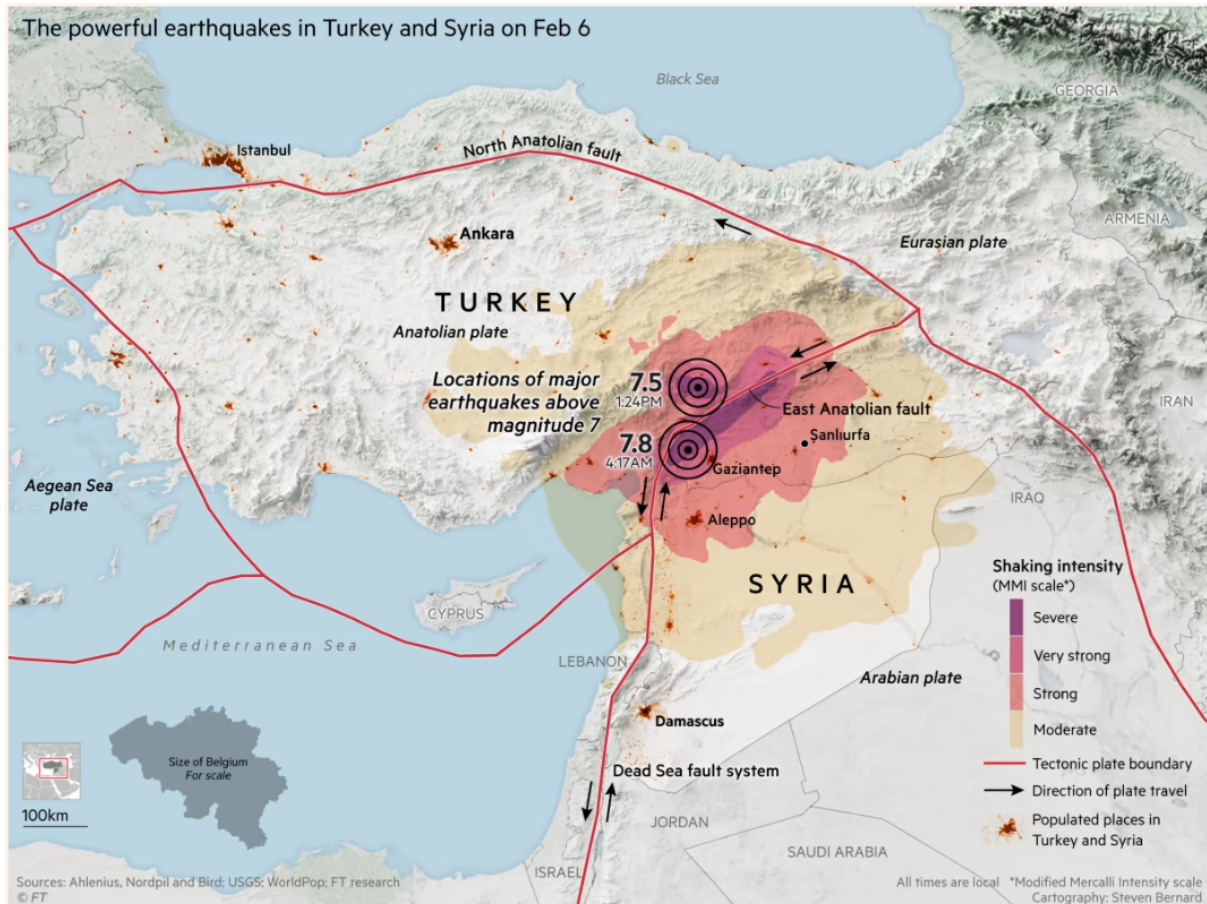 The powerful earthquakes in Turkey and Syria on Feb 6
Black Sea
GEORGIA
Istanbul
North Anatolian fault
ARMENIA
Ankara
Eurasian plate
TURKEY
Anatolian plate
Locations of major
earthquakes above
magnitude 7
7.5
1:24PM
East Anatolian fault
IRAN
7.8
4:17AM
Şanlıurfa
Gaziantep
Aegean Sea
plate
IRAQ
Aleppo
SYRIA
CYPRUS
Mediterranean Sea
LEBANON
Arabian plate
Damascus
Dead Sea fault system
JORDAN
SAUDI ARABIA
ISRAEL
Shaking intensity
(MMI scale*)
Severe
Very strong
Strong
Moderate
Tectonic plate boundary
Direction of plate travel
Populated places in
Turkey and Syria
Size of Belgium
For scale
100km
Sources: Ahlenius, Nordpil and Bird; USGS; WorldPop; FT research
© FT
All times are local *Modified Mercalli Intensity scale
Cartography: Steven Bernard